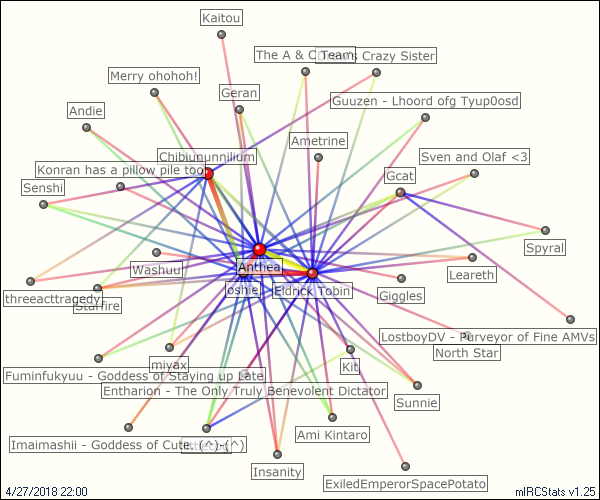 Kaitou
The A & C Team
s Crazy Sister
Merry ohohoh!
Geran
Guuzen - Lhoord ofg Tyup0osd
Andie
Ametrine
Chibiununnilium
Sven and Olaf <3
Konran has a pillow pile too
Gcat
Senshi
Spyral
Washuu
Anthea
Leareth
oshie
Eldrick Tobin
Giggles
threeacttragedy
Starfire
LostboyDV - Purveyor of Fine AMVs
North Star
miyax
Kit
Fuminfukyuu - Goddess of Staying up Late
Entharion - The Only Truly Benevolent Dictator
Sunnie
Ami Kintaro
Imaimashii - Goddess of Cute. (^)-(^)
Insanity
ExiledEmperorSpacePotato
4/27/2018 22:00
mIRCStats v1.25